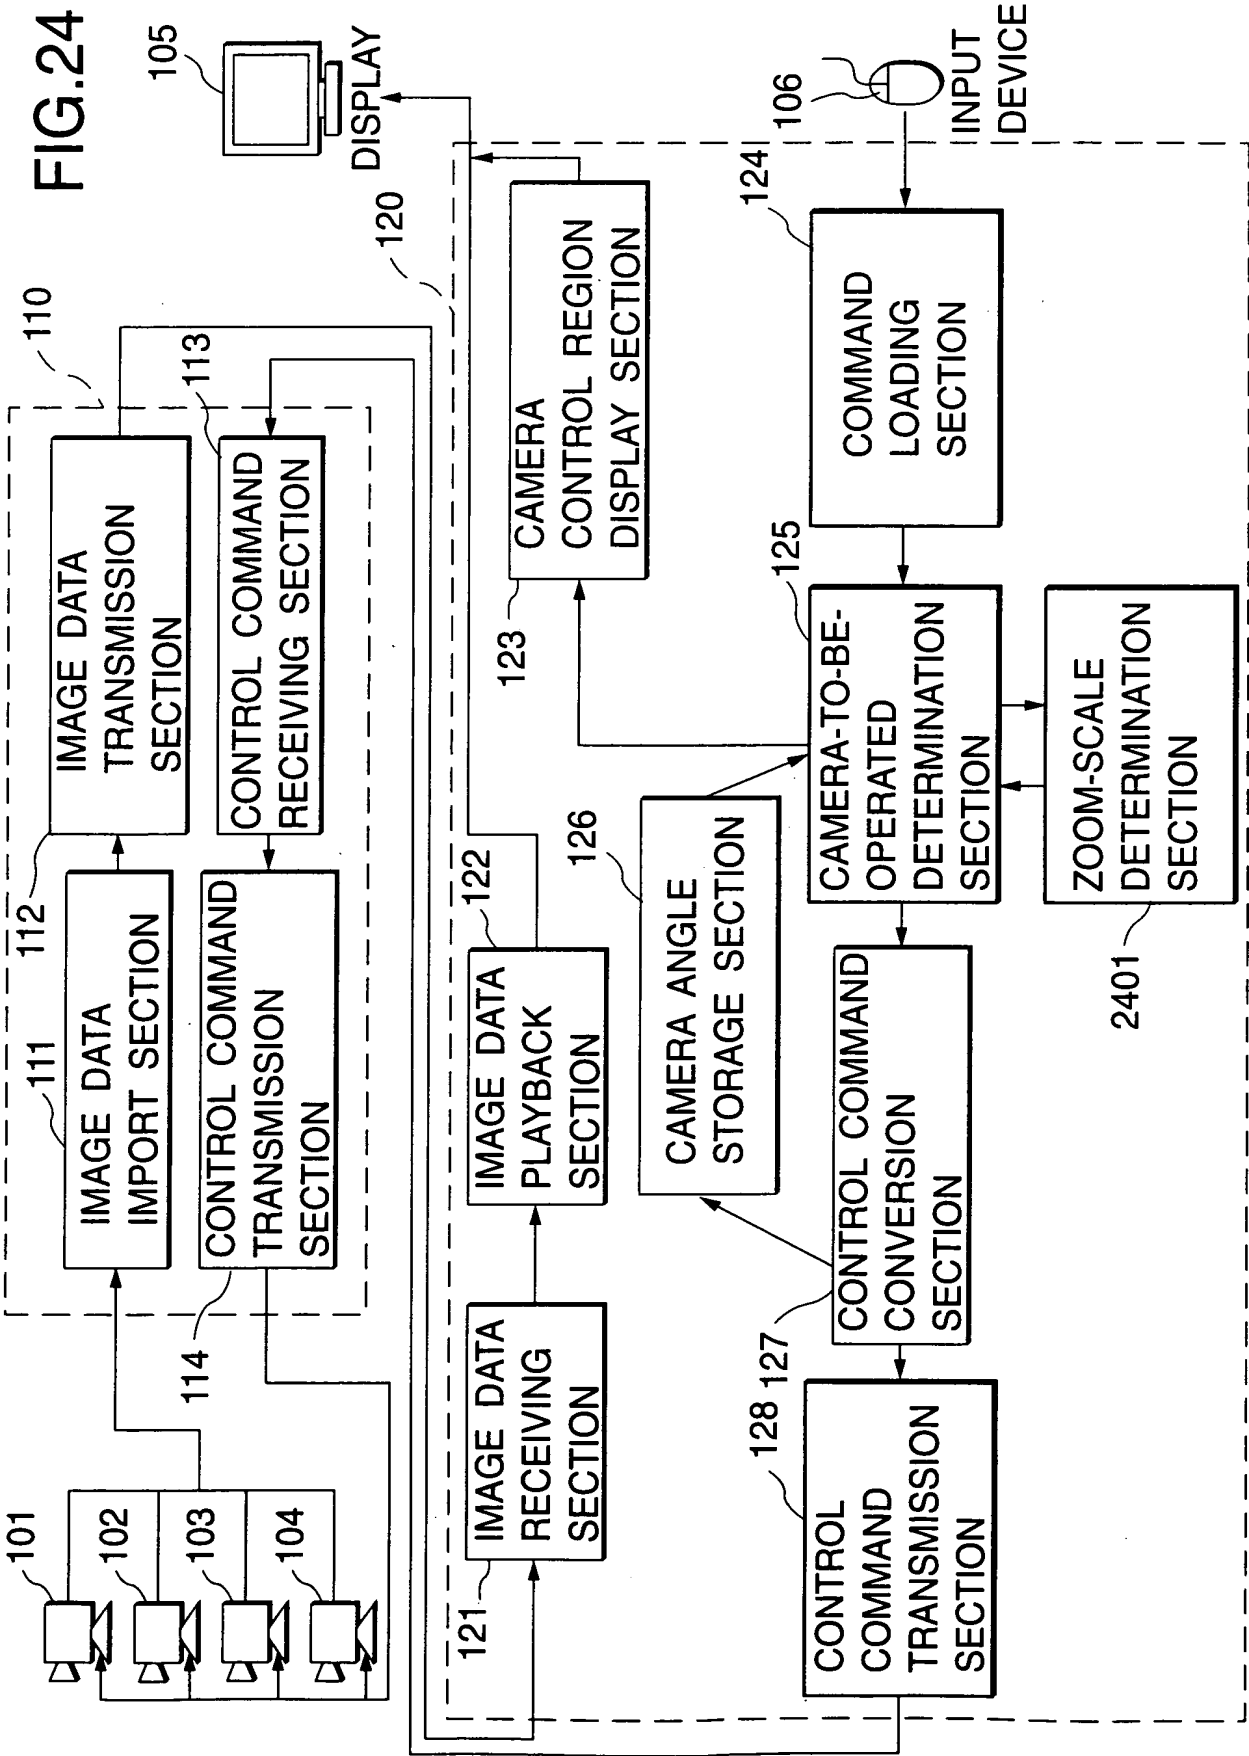 FIG.24
101
102
103
104
110
111
IMAGE DATA
IMPORT SECTION
112
IMAGE DATA
TRANSMISSION
SECTION
113
CONTROL COMMAND
RECEIVING SECTION
114
CONTROL COMMAND
TRANSMISSION
SECTION
105
DISPLAY
120
121
IMAGE DATA
RECEIVING
SECTION
122
IMAGE DATA
PLAYBACK
SECTION
123
CAMERA
CONTROL REGION
DISPLAY SECTION
126
CAMERA ANGLE
STORAGE SECTION
128
CONTROL
COMMAND
TRANSMISSION
SECTION
127
CONTROL COMMAND
CONVERSION
SECTION
125
CAMERA-TO-BE-
OPERATED
DETERMINATION
SECTION
124
COMMAND
LOADING
SECTION
106
INPUT
DEVICE
2401
ZOOM-SCALE
DETERMINATION
SECTION